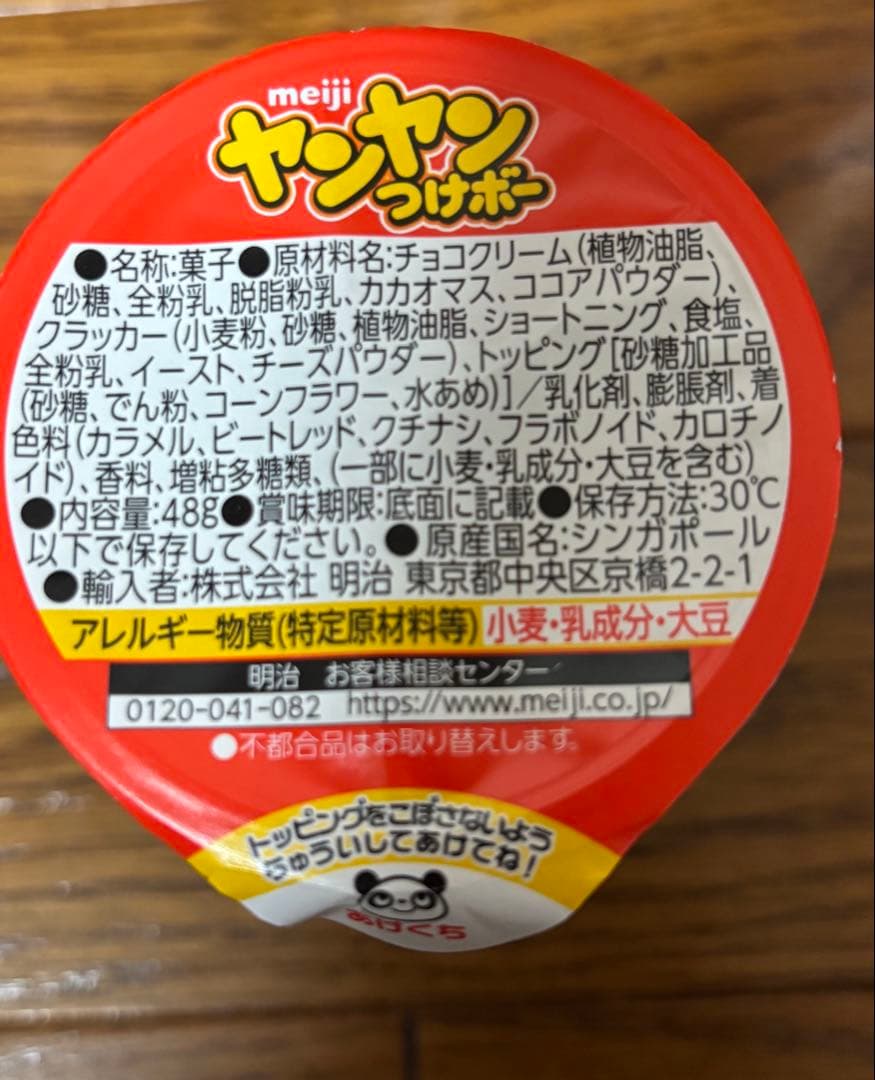 meiji
ヤンヤン
つけボー
●名称:菓子●原材料名:チョコクリーム(植物油脂、
砂糖、全粉乳、脱脂粉乳、カカオマス、ココアパウダー)、
クラッカー(小麦粉、砂糖、植物油脂、ショートニング、食塩、
全粉乳、イースト、チーズパウダー)、トッピング[砂糖加工品
(砂糖、でん粉、コーンフラワー、水あめ)]/乳化剤、膨脹剤、着
色料(カラメル、ビートレッド、クチナシ、フラボノイド、カロチノ
イド)、香料、増粘多糖類、(一部に小麦・乳成分・大豆を含む)
●内容量:48g●賞味期限:底面に記載●保存方法:30℃
以下で保存してください。●原産国名:シンガポール
●輸入者:株式会社 明治 東京都中央区京橋2-2-1
アレルギー物質(特定原材料等) 小麦・乳成分・大豆
明治 お客様相談センター
0120-041-082 https://www.meiji.co.jp/
●不都合品はお取り替えします。
トッピングをこぼさないよう
ちゅういしてあけてね!
あけくち